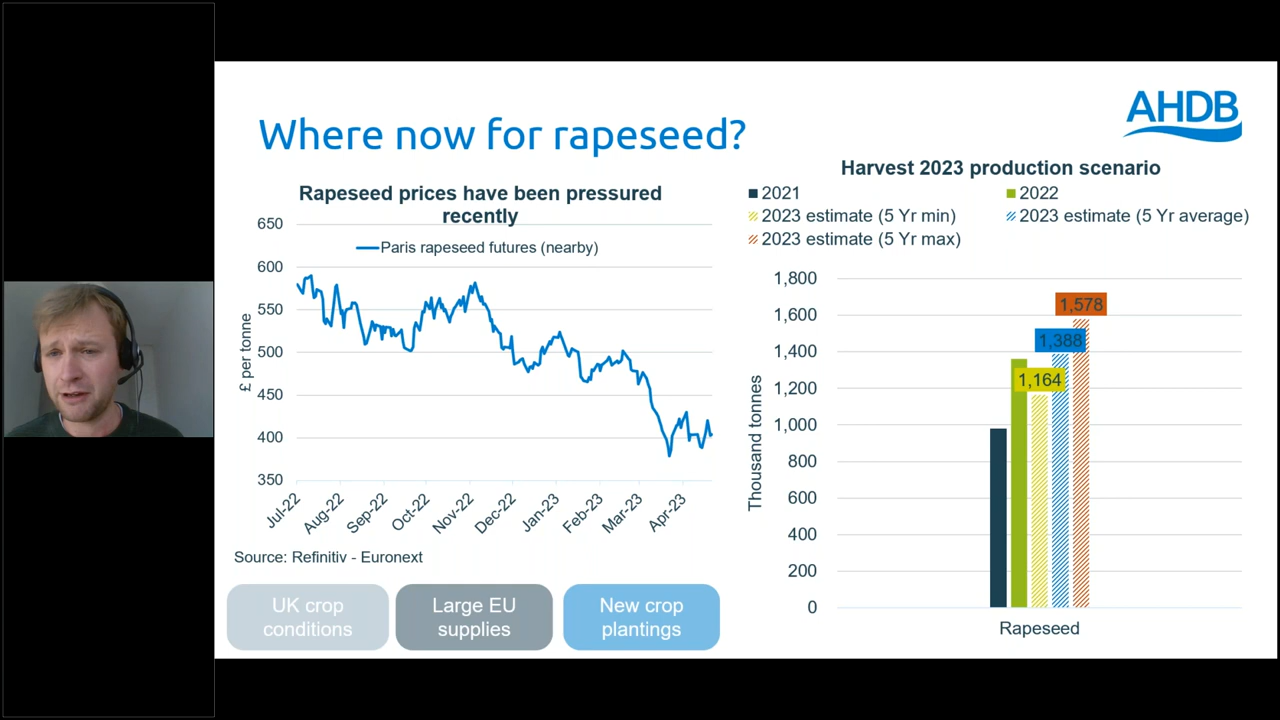 AHDB
Where now for rapeseed?
Rapeseed prices have been pressured
recently
Paris rapeseed futures (nearby)
£ per tonne
650
600
550
500
450
400
350
Jul-22
Aug-22
Sep-22
Oct-22
Nov-22
Dec-22
Jan-23
Feb-23
Mar-23
Apr-23
Source: Refinitiv - Euronext
UK crop
conditions
Large EU
supplies
New crop
plantings
Harvest 2023 production scenario
2021
2022
2023 estimate (5 Yr min)
2023 estimate (5 Yr average)
2023 estimate (5 Yr max)
Thousand tonnes
1,800
1,600
1,400
1,200
1,000
800
600
400
200
0
1,578
1,388
1,164
Rapeseed